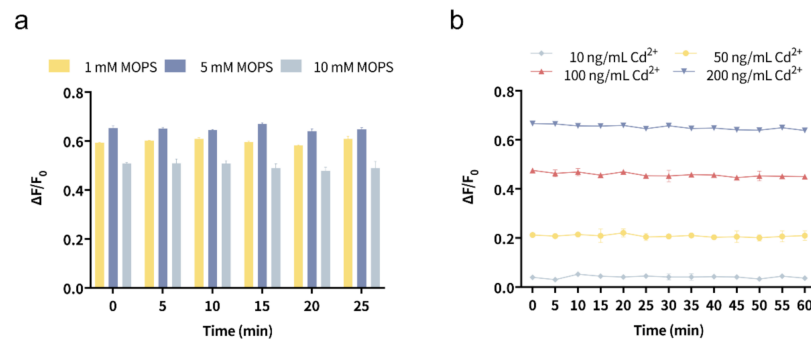 a
1 mM MOPS 5 mM MOPS 10 mM MOPS
ΔF/F₀
0.8
0.6
0.4
0.2
0.0
0 5 10 15 20 25
Time (min)
b
10 ng/mL Cd²⁺ 50 ng/mL Cd²⁺
100 ng/mL Cd²⁺ 200 ng/mL Cd²⁺
ΔF/F₀
0.8
0.6
0.4
0.2
0.0
0 5 10 15 20 25 30 35 40 45 50 55 60
Time (min)